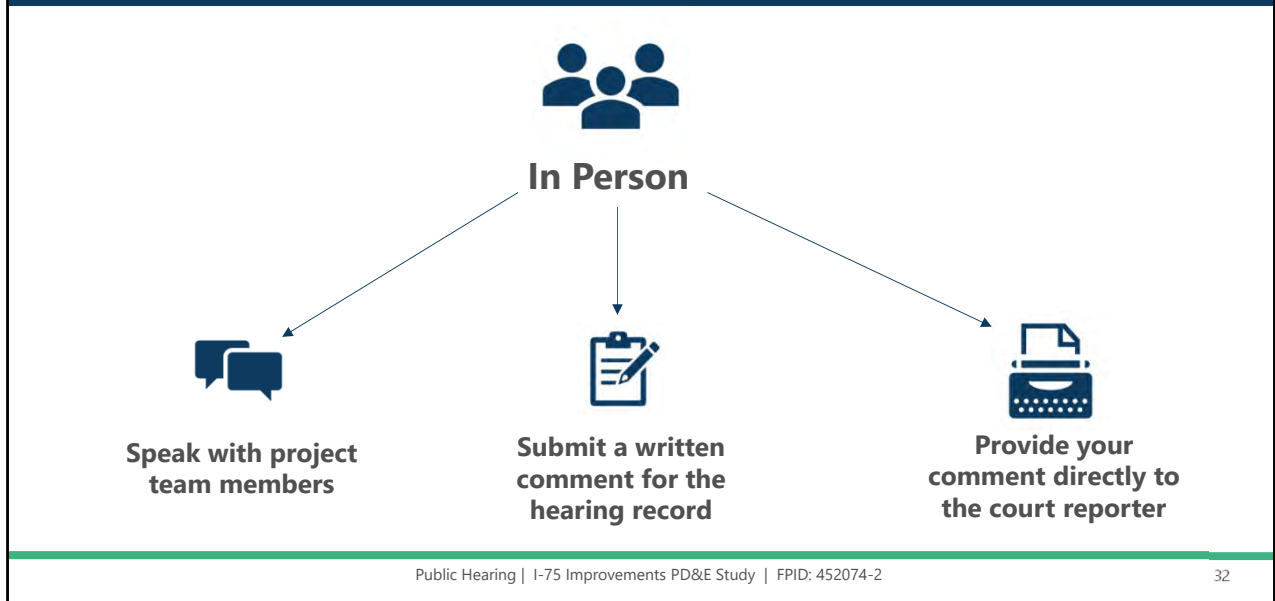 In Person
Speak with project
team members
Submit a written
comment for the
hearing record
Provide your
comment directly to
the court reporter
Public Hearing | I-75 Improvements PD&E Study | FPID: 452074-2
32